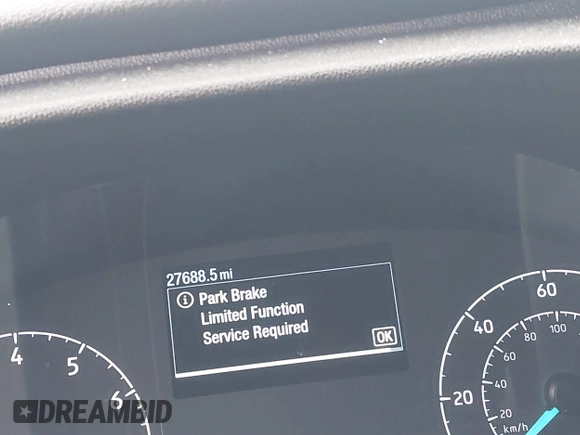 27688.5 mi
Park Brake
Limited Function
Service Required
OK
4
5
6
20
40
60
20
40
60
80
100
km/h
DREAMBID